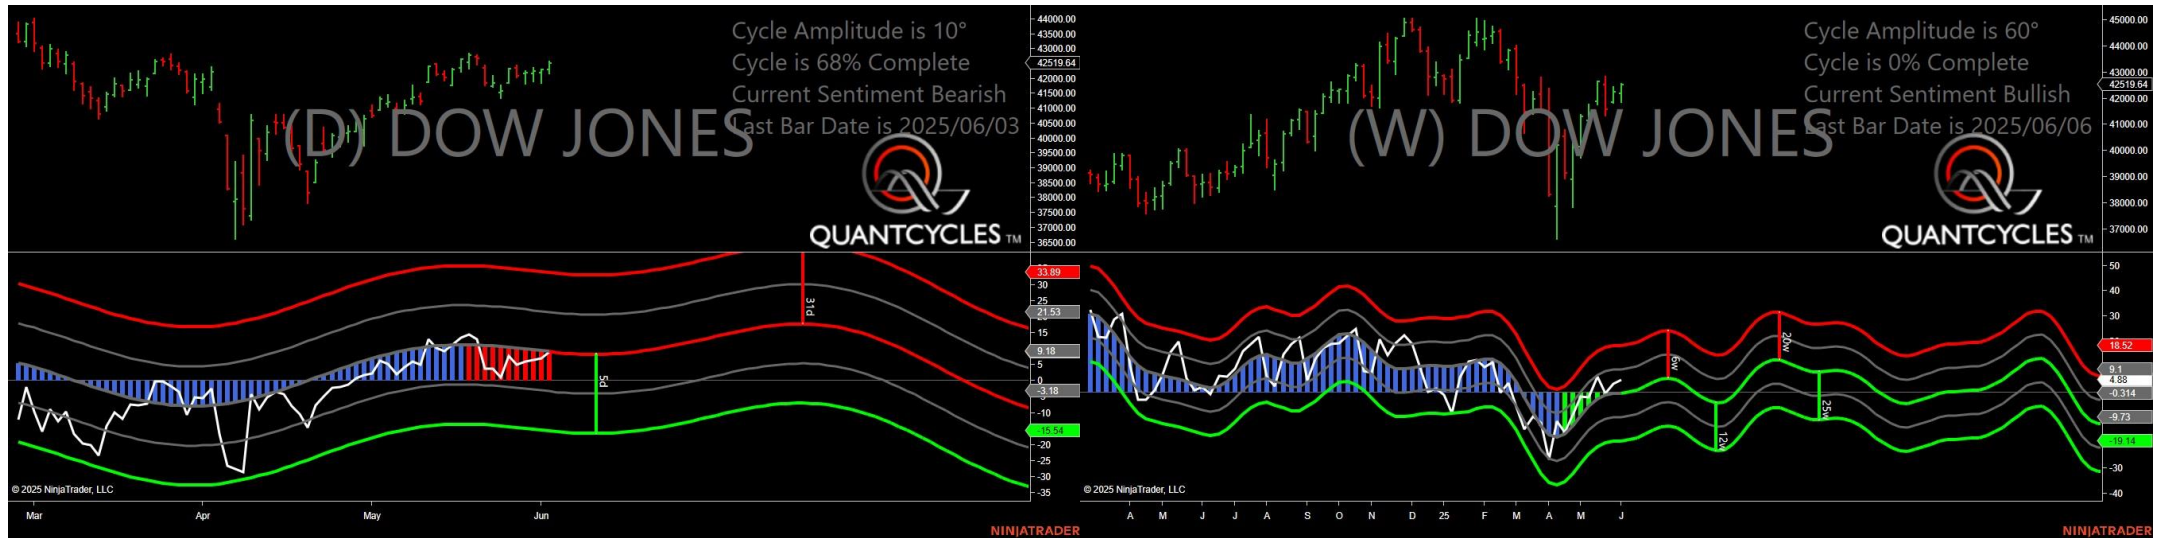 Cycle Amplitude is 10°
Cycle is 68% Complete
Current Sentiment Bearish
Last Bar Date is 2025/06/03
(D) DOW JONES
QUANTCYCLES TM
44000.00
43500.00
43000.00
42519.64
42000.00
41500.00
41000.00
40500.00
40000.00
39500.00
39000.00
38500.00
38000.00
37500.00
37000.00
36500.00
33.89
30
25
21.53
15
9.18
5
0
-3.18
-10
-15.54
-20
-25
-30
-35
5d
31d
© 2025 NinjaTrader, LLC
Mar Apr May Jun
NINJATRADER
Cycle Amplitude is 60°
Cycle is 0% Complete
Current Sentiment Bullish
Last Bar Date is 2025/06/06
(W) DOW JONES
QUANTCYCLES TM
45000.00
44000.00
43000.00
42519.64
42000.00
41000.00
40000.00
39000.00
38000.00
37000.00
50
40
30
18.52
9.1
4.88
-0.314
-9.73
-19.14
-30
-40
6w
12w
20w
25w
© 2025 NinjaTrader, LLC
A M J J A S O N D 25 F M A M J
NINJATRADER